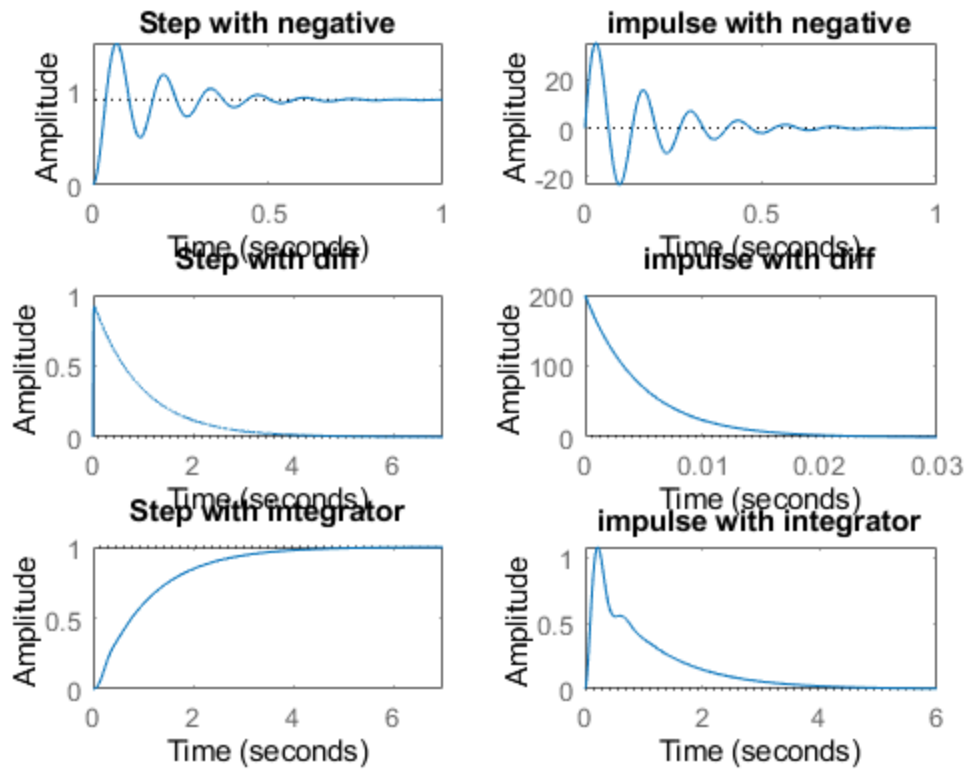 Step with negative
Amplitude
1
0
0 0.5 1
Time (seconds)
impulse with negative
Amplitude
20
0
-20
0 0.5 1
Time (seconds)
Step with diff
Amplitude
1
0.5
0
0 2 4 6
Time (seconds)
impulse with diff
Amplitude
200
100
0
0 0.01 0.02 0.03
Time (seconds)
Step with integrator
Amplitude
1
0.5
0
0 2 4 6
Time (seconds)
impulse with integrator
Amplitude
1
0.5
0
0 2 4 6
Time (seconds)